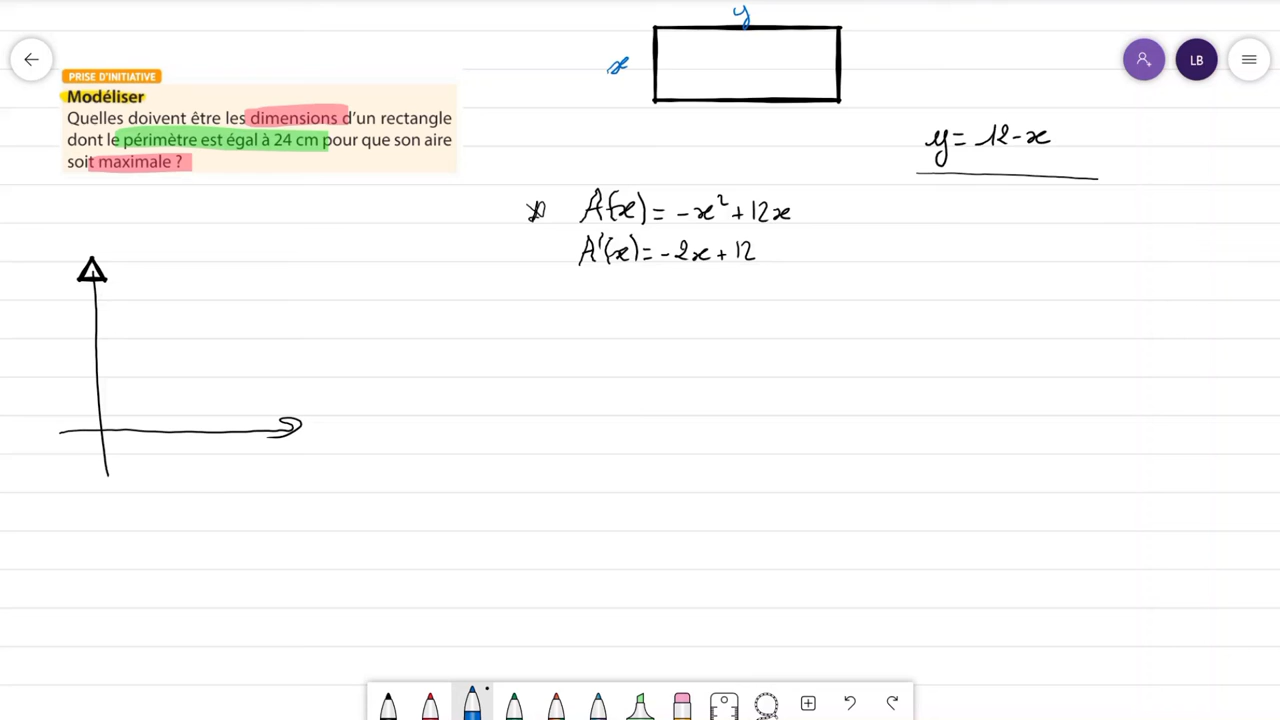 y
x
LB
PRISE D'INITIATIVE
Modéliser
Quelles doivent être les dimensions d'un rectangle
dont le périmètre est égal à 24 cm pour que son aire
soit maximale ?
y = 12 - x
A(x) = -x² + 12x
A'(x) = -2x + 12